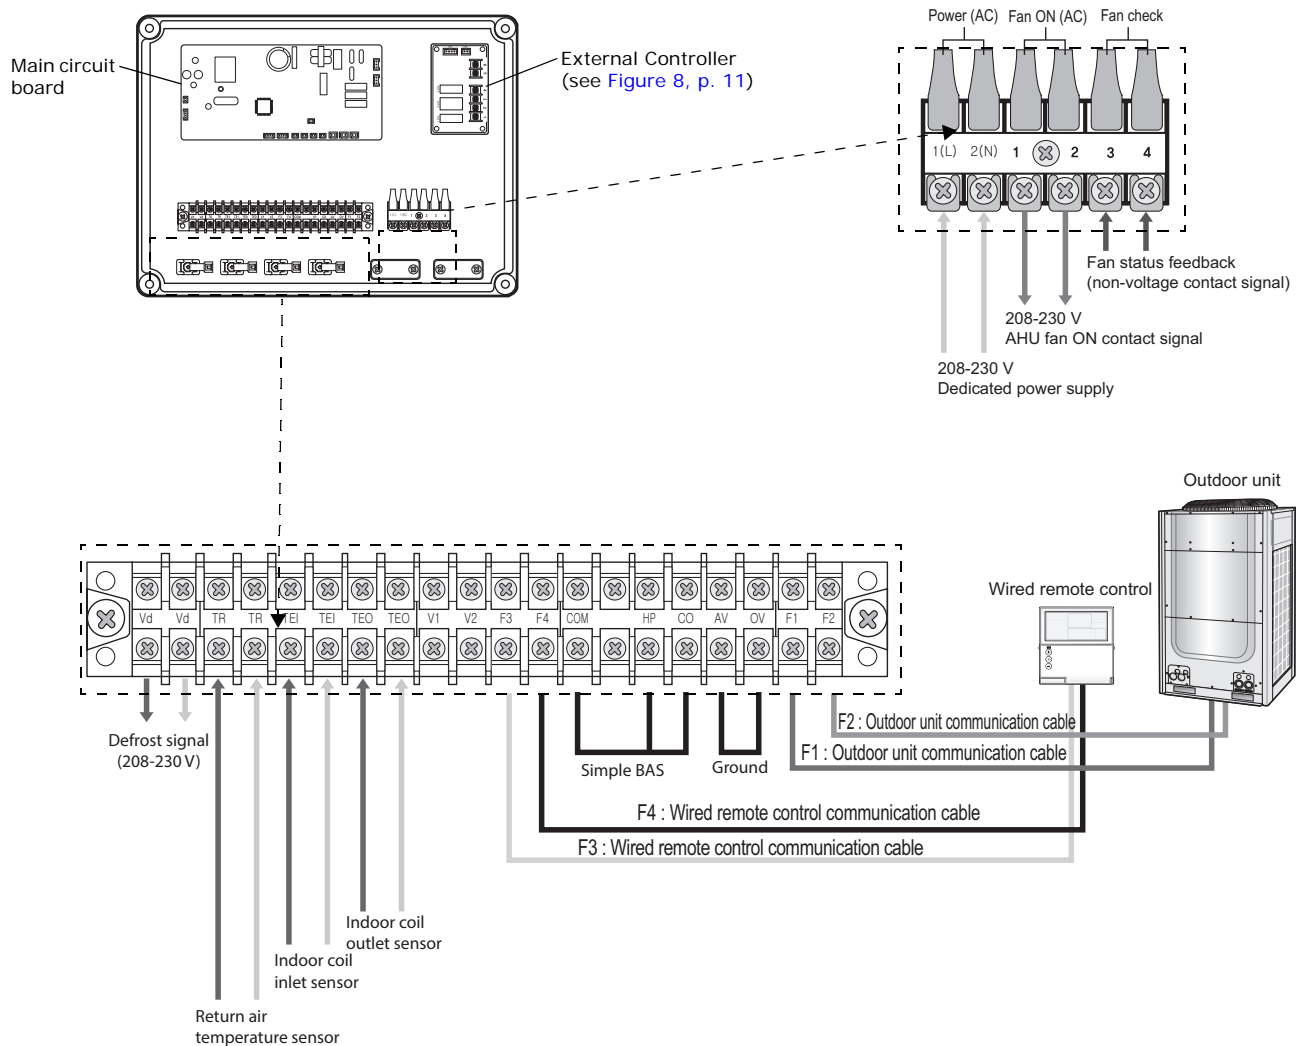 Power (AC) Fan ON (AC) Fan check
Main circuit
board
External Controller
(see Figure 8, p. 11)
1(L) 2(N) 1 2 3 4
Fan status feedback
(non-voltage contact signal)
208-230 V
AHU fan ON contact signal
208-230 V
Dedicated power supply
Outdoor unit
Wired remote control
Vd Vd TR TR TEI TEI TEO TEO V1 V2 F3 F4 COM HP CO AV OV F1 F2
F2 : Outdoor unit communication cable
Defrost signal
(208-230 V)
F1 : Outdoor unit communication cable
Simple BAS
Ground
F4 : Wired remote control communication cable
F3 : Wired remote control communication cable
Indoor coil
outlet sensor
Indoor coil
inlet sensor
Return air
temperature sensor